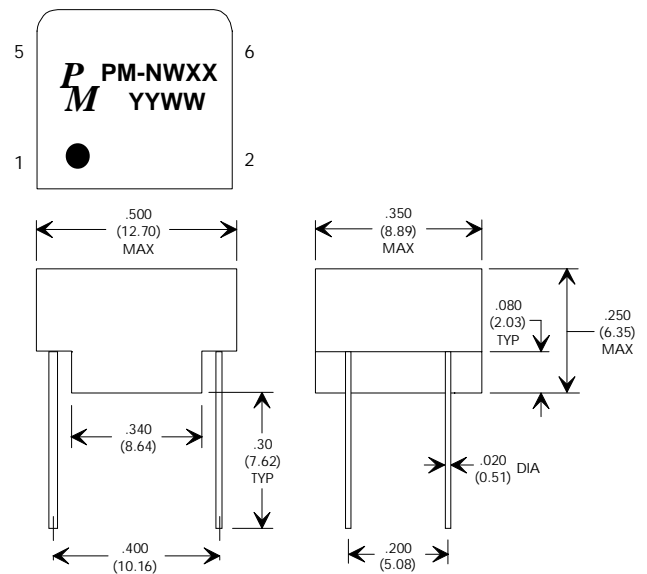 5
6
P PM-NWXX
M YYWW
1
2
.500
(12.70)
MAX
.350
(8.89)
MAX
.080
(2.03)
TYP
.250
(6.35)
MAX
.340
(8.64)
.30
(7.62)
TYP
.020
(0.51) DIA
.400
(10.16)
.200
(5.08)